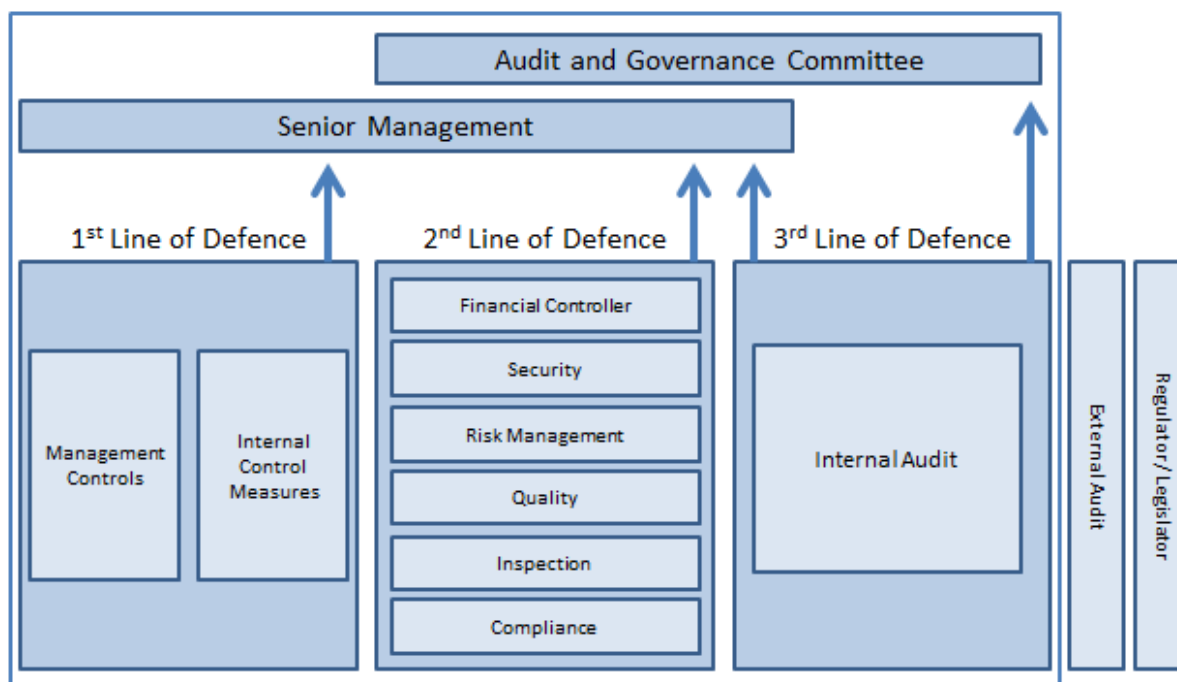 Audit and Governance Committee
Senior Management
1st Line of Defence
2nd Line of Defence
3rd Line of Defence
Management
Controls
Internal
Control
Measures
Financial Controller
Security
Risk Management
Quality
Inspection
Compliance
Internal Audit
External Audit
Regulator/ Legislator